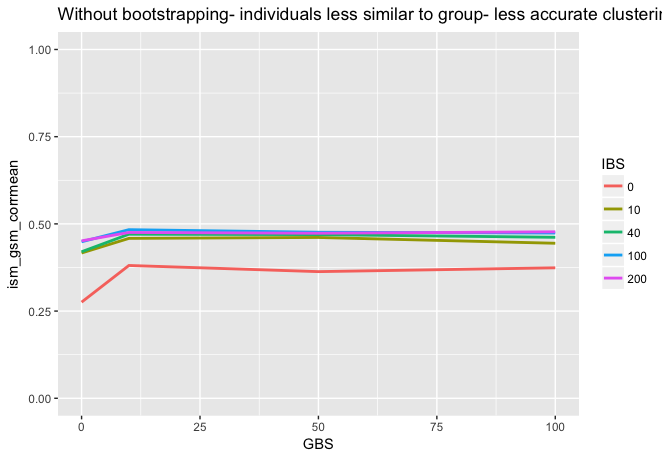 Without bootstrapping- individuals less similar to group- less accurate clusterin
1.00
0.75
0.50
0.25
0.00
ism_gsm_corrmean
0 25 50 75 100
GBS
IBS
0
10
40
100
200